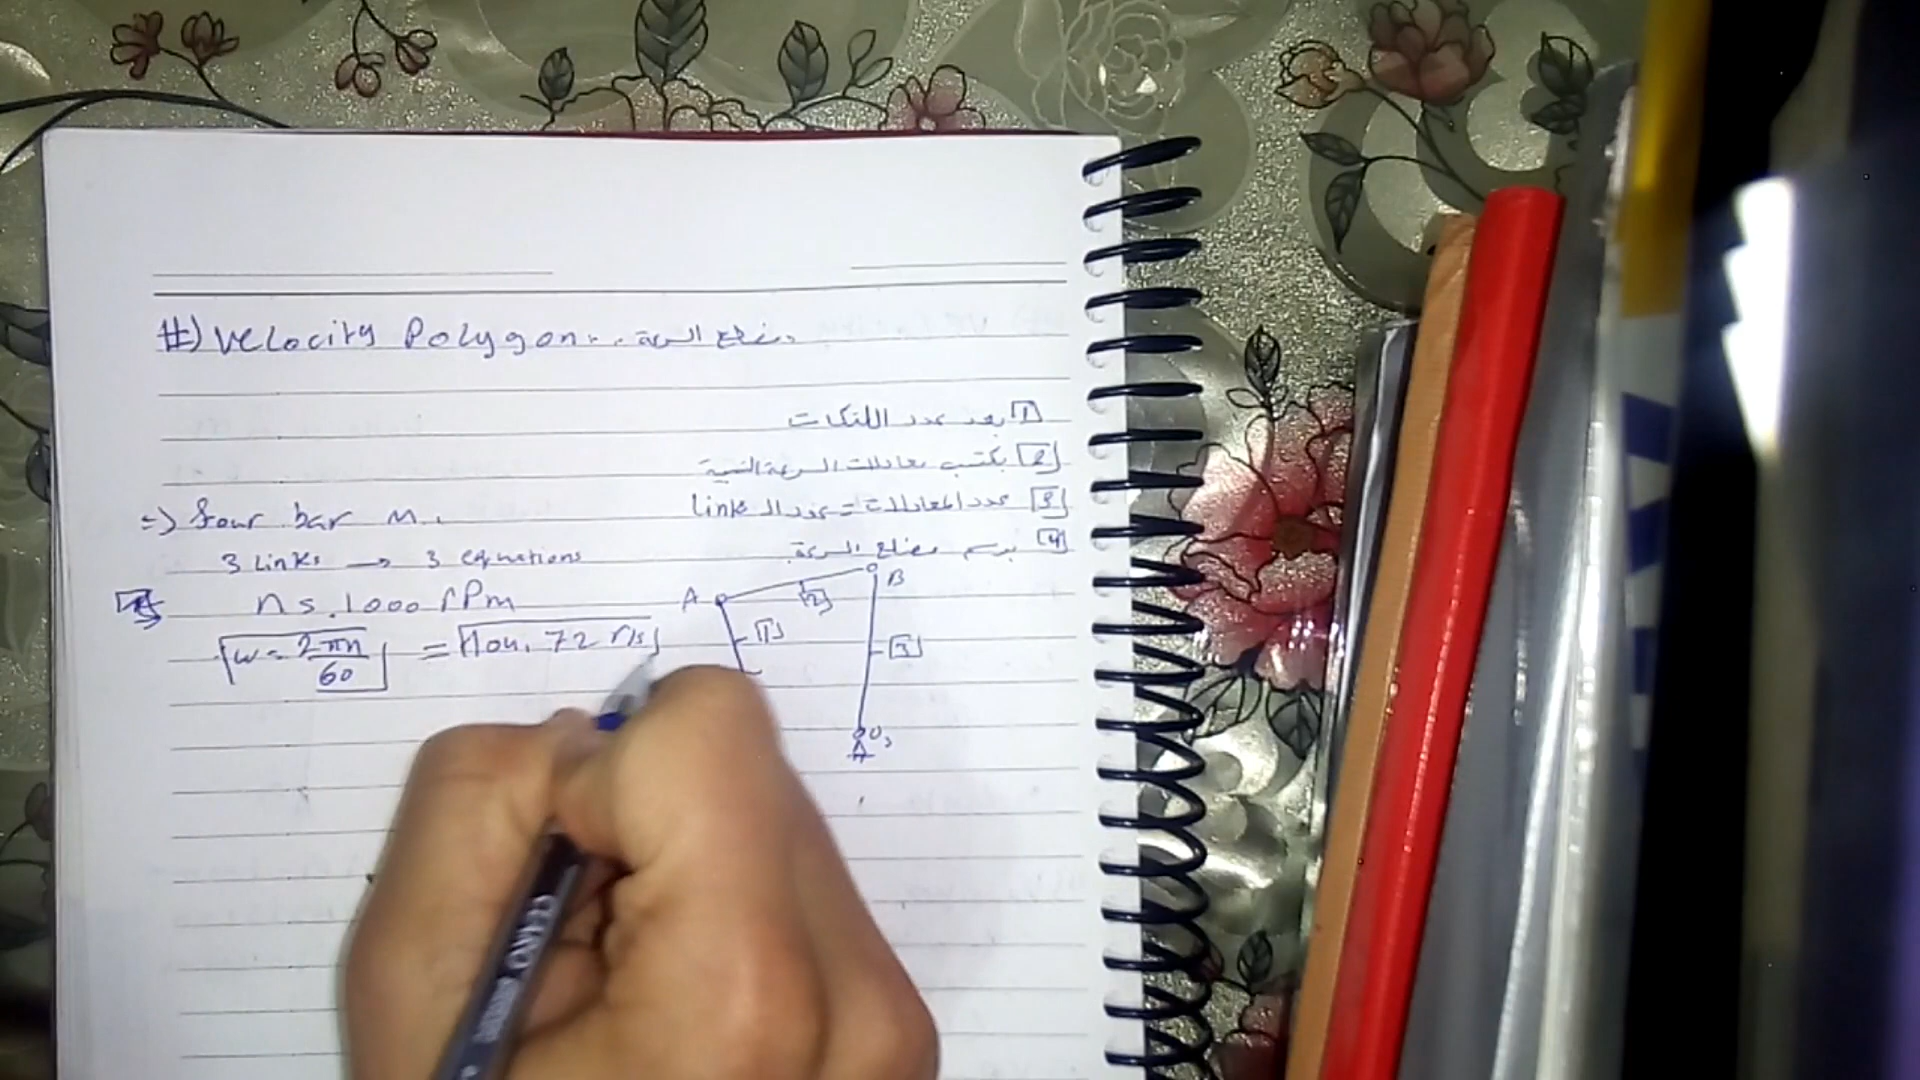 #) Velocity Polygon :- مضلع السرعة.
1 بعد عدد اللنكات
2 بكتب معادلات السرعة النسبية
3 عدد المعادلات = عدد الـ Link
4 برسم مضلع السرعة.
=) four bar m.
3 Links → 3 equations
n s. 1000 rpm
w = 2πn/60 = 104.72 r/s
A
B
1
2
3
O3
CELLO